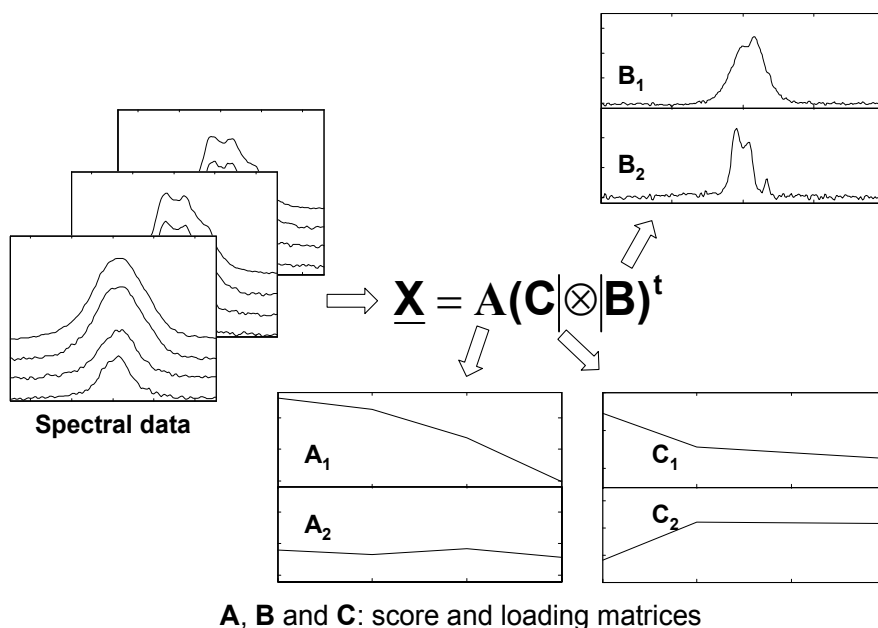 B₁
B₂
X = A(C|⊗|B)ᵗ
Spectral data
A₁
A₂
C₁
C₂
A, B and C: score and loading matrices